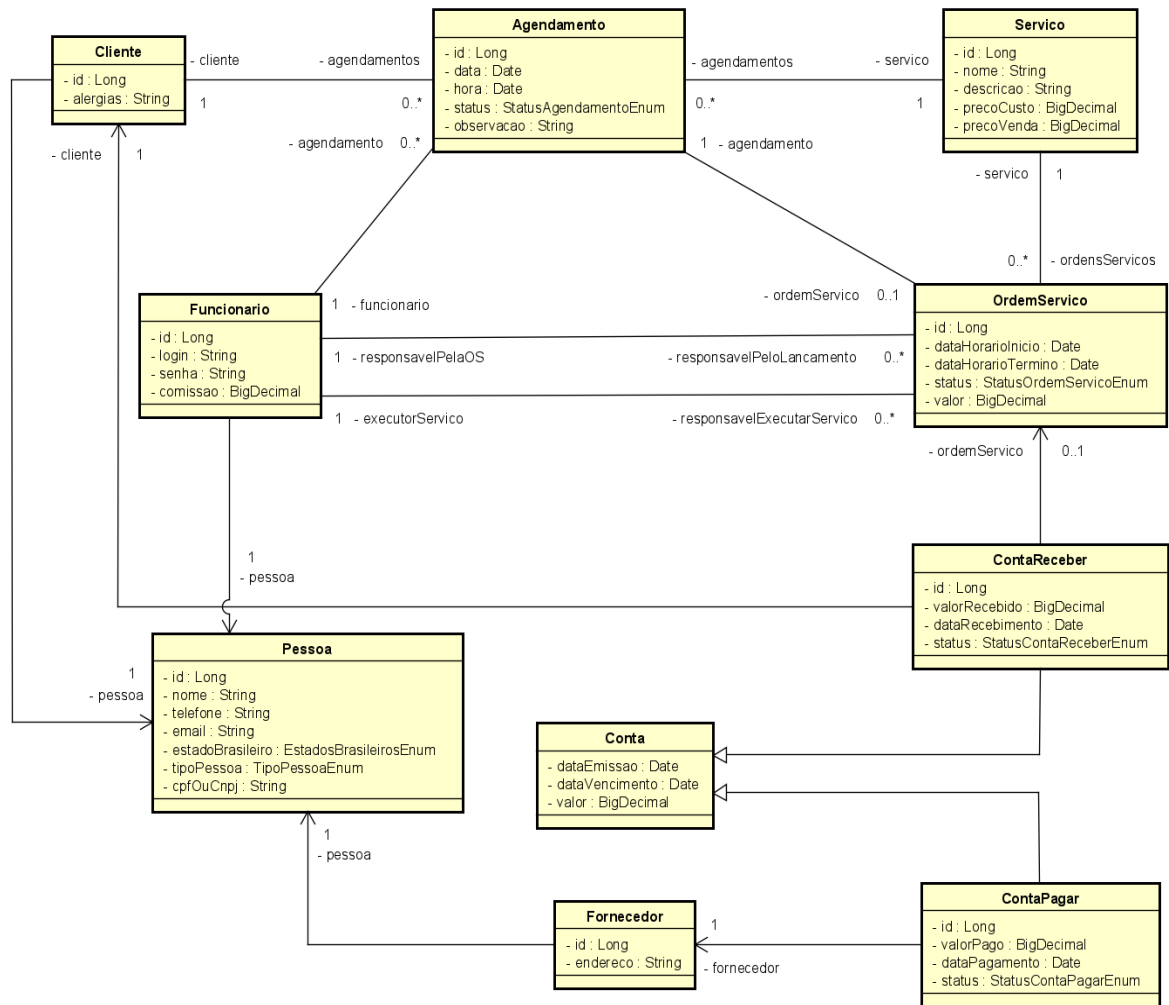 Cliente
- id : Long
- alergias : String
- cliente
1
- agendamentos
0..*
Agendamento
- id : Long
- data : Date
- hora : Date
- status : StatusAgendamentoEnum
- observacao : String
- agendamentos
0..*
- servico
1
Servico
- id : Long
- nome : String
- descricao : String
- precoCusto : BigDecimal
- precoVenda : BigDecimal
- cliente
1
- agendamento
0..*
1
- agendamento
- servico
1
0..*
- ordensServicos
Funcionario
- id : Long
- login : String
- senha : String
- comissao : BigDecimal
1
- funcionario
- ordemServico
0..1
1
- responsavelPelaOS
- responsavelPeloLancamento
0..*
1
- executorServico
- responsavelExecutarServico
0..*
OrdemServico
- id : Long
- dataHorarioInicio : Date
- dataHorarioTermino : Date
- status : StatusOrdemServicoEnum
- valor : BigDecimal
- ordemServico
0..1
1
- pessoa
ContaReceber
- id : Long
- valorRecebido : BigDecimal
- dataRecebimento : Date
- status : StatusContaReceberEnum
1
- pessoa
Pessoa
- id : Long
- nome : String
- telefone : String
- email : String
- estadoBrasileiro : EstadosBrasileirosEnum
- tipoPessoa : TipoPessoaEnum
- cpfOuCnpj : String
Conta
- dataEmissao : Date
- dataVencimento : Date
- valor : BigDecimal
1
- pessoa
Fornecedor
- id : Long
- endereco : String
1
- fornecedor
ContaPagar
- id : Long
- valorPago : BigDecimal
- dataPagamento : Date
- status : StatusContaPagarEnum